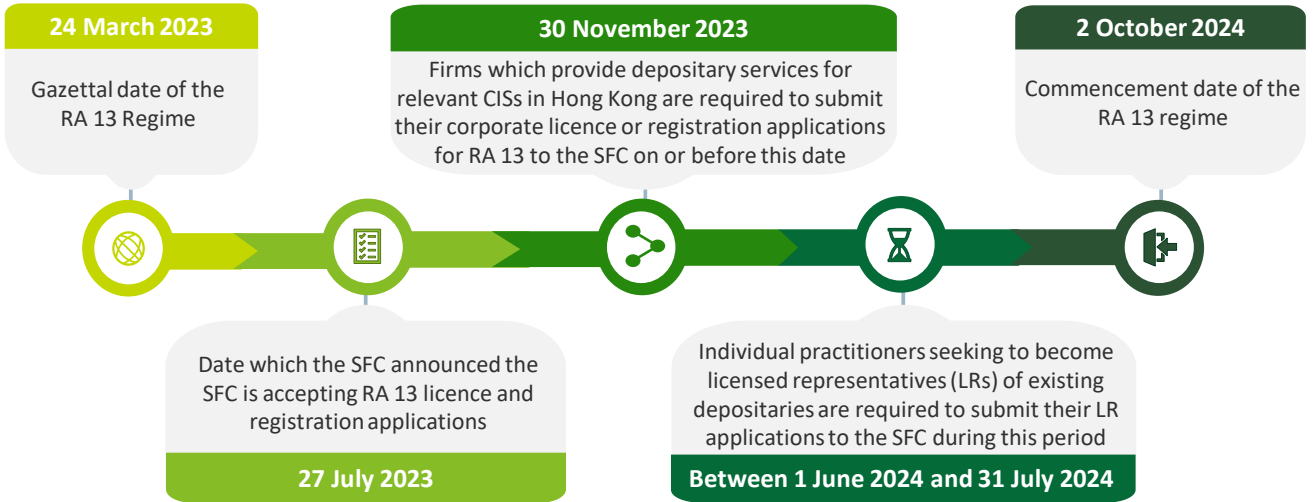 24 March 2023
Gazettal date of the
RA 13 Regime
27 July 2023
Date which the SFC announced the
SFC is accepting RA 13 licence and
registration applications
30 November 2023
Firms which provide depositary services for
relevant CISs in Hong Kong are required to submit
their corporate licence or registration applications
for RA 13 to the SFC on or before this date
Individual practitioners seeking to become
licensed representatives (LRs) of existing
depositaries are required to submit their LR
applications to the SFC during this period
Between 1 June 2024 and 31 July 2024
2 October 2024
Commencement date of the
RA 13 regime